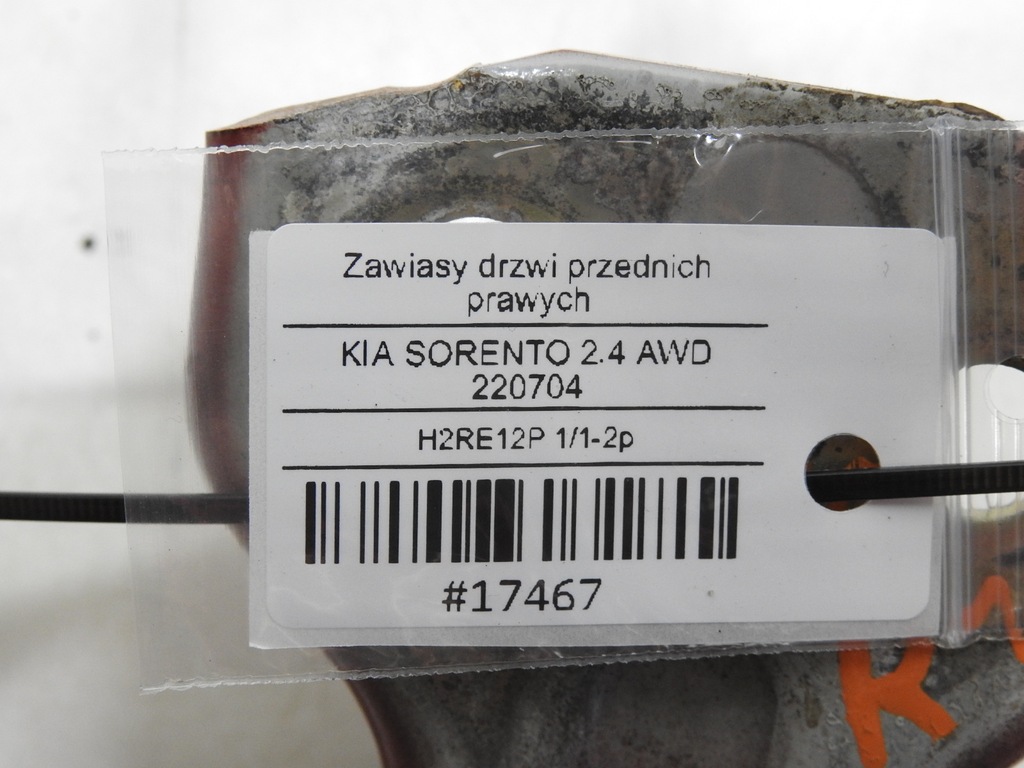 Zawiasy drzwi przednich
prawych
KIA SORENTO 2.4 AWD
220704
H2RE12P 1/1-2p
#17467